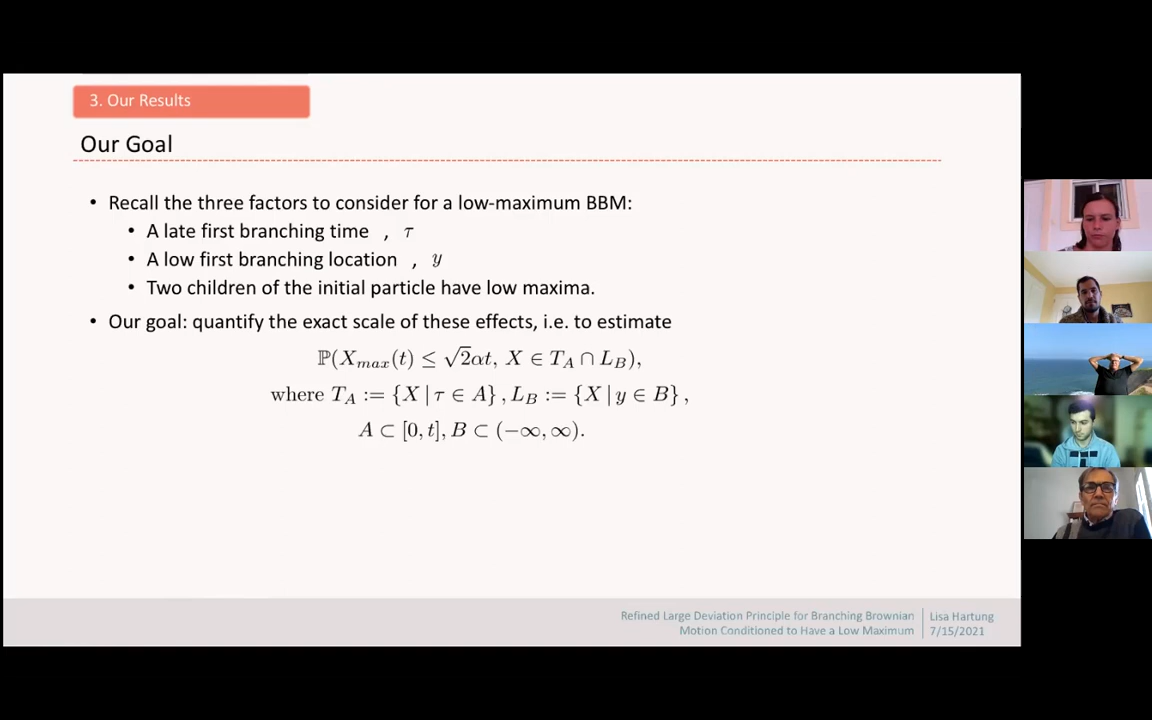 3. Our Results
Our Goal
• Recall the three factors to consider for a low-maximum BBM:
• A late first branching time , τ
• A low first branching location , y
• Two children of the initial particle have low maxima.
• Our goal: quantify the exact scale of these effects, i.e. to estimate
ℙ(X_max(t) ≤ √2αt, X ∈ T_A ∩ L_B),
where T_A := {X | τ ∈ A} , L_B := {X | y ∈ B} ,
A ⊂ [0, t], B ⊂ (−∞, ∞).
Refined Large Deviation Principle for Branching Brownian
Motion Conditioned to Have a Low Maximum
Lisa Hartung
7/15/2021